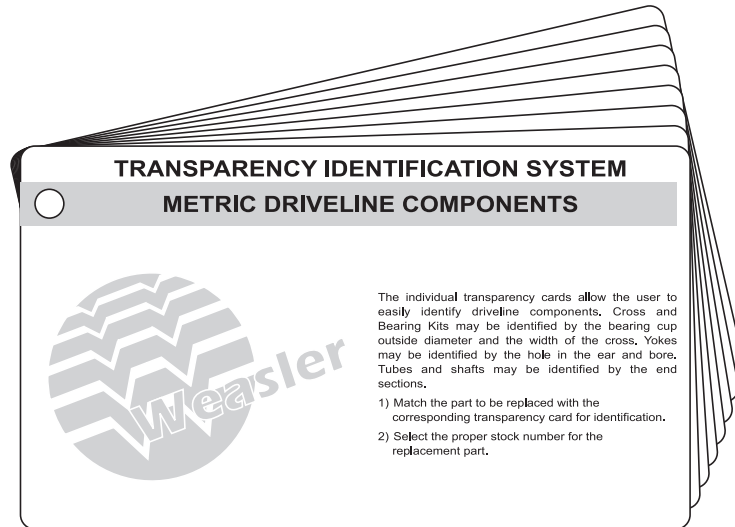 TRANSPARENCY IDENTIFICATION SYSTEM
METRIC DRIVELINE COMPONENTS
Weasler
The individual transparency cards allow the user to
easily identify driveline components. Cross and
Bearing Kits may be identified by the bearing cup
outside diameter and the width of the cross. Yokes
may be identified by the hole in the ear and bore.
Tubes and shafts may be identified by the end
sections.
1) Match the part to be replaced with the
corresponding transparency card for identification.
2) Select the proper stock number for the
replacement part.